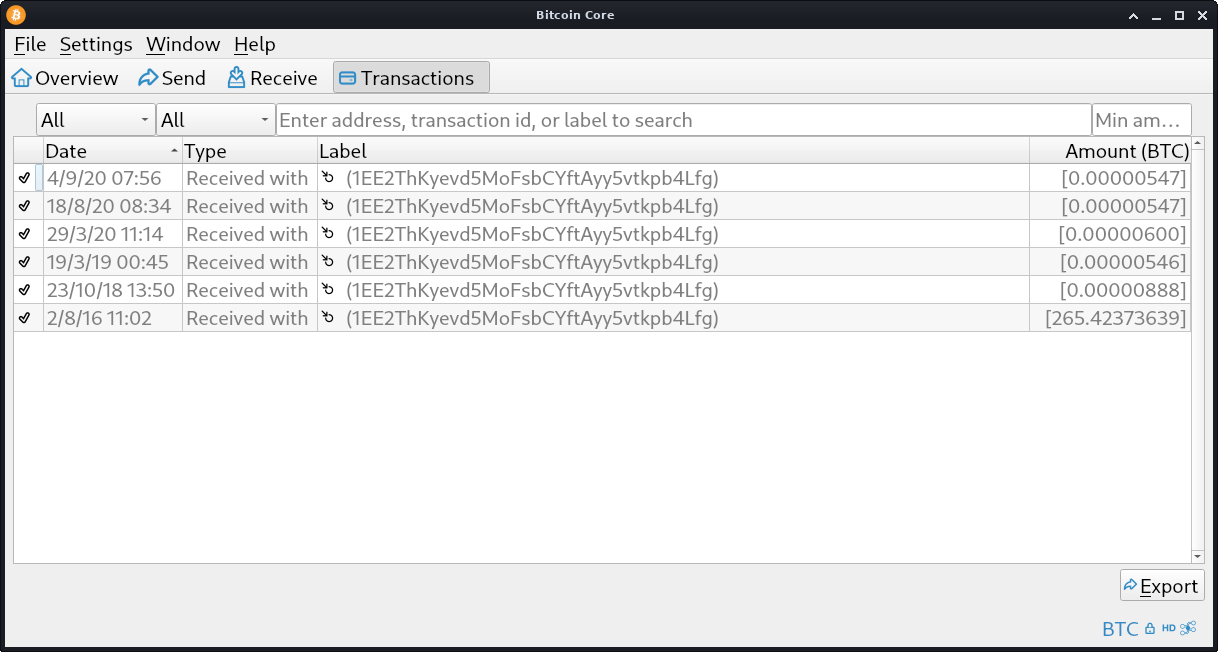 Bitcoin Core
File Settings Window Help
Overview Send Receive Transactions
All All Enter address, transaction id, or label to search Min am...
Date Type Label Amount (BTC)
4/9/20 07:56 Received with (1EE2ThKyevd5MoFsbCYftAyy5vtkpb4Lfg) [0.00000547]
18/8/20 08:34 Received with (1EE2ThKyevd5MoFsbCYftAyy5vtkpb4Lfg) [0.00000547]
29/3/20 11:14 Received with (1EE2ThKyevd5MoFsbCYftAyy5vtkpb4Lfg) [0.00000600]
19/3/19 00:45 Received with (1EE2ThKyevd5MoFsbCYftAyy5vtkpb4Lfg) [0.00000546]
23/10/18 13:50 Received with (1EE2ThKyevd5MoFsbCYftAyy5vtkpb4Lfg) [0.00000888]
2/8/16 11:02 Received with (1EE2ThKyevd5MoFsbCYftAyy5vtkpb4Lfg) [265.42373639]
Export
BTC HD